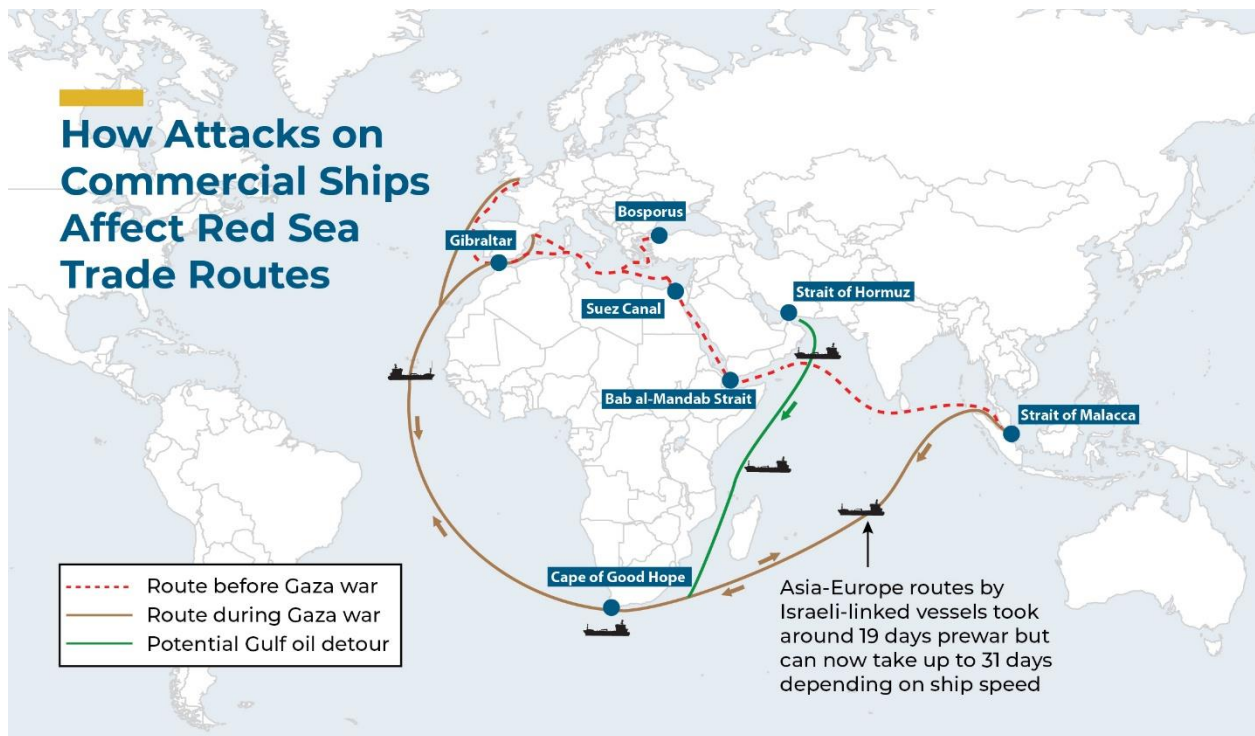 How Attacks on
Commercial Ships
Affect Red Sea
Trade Routes
Bosporus
Gibraltar
Suez Canal
Strait of Hormuz
Bab al-Mandab Strait
Strait of Malacca
Cape of Good Hope
Route before Gaza war
Route during Gaza war
Potential Gulf oil detour
Asia-Europe routes by
Israeli-linked vessels took
around 19 days prewar but
can now take up to 31 days
depending on ship speed